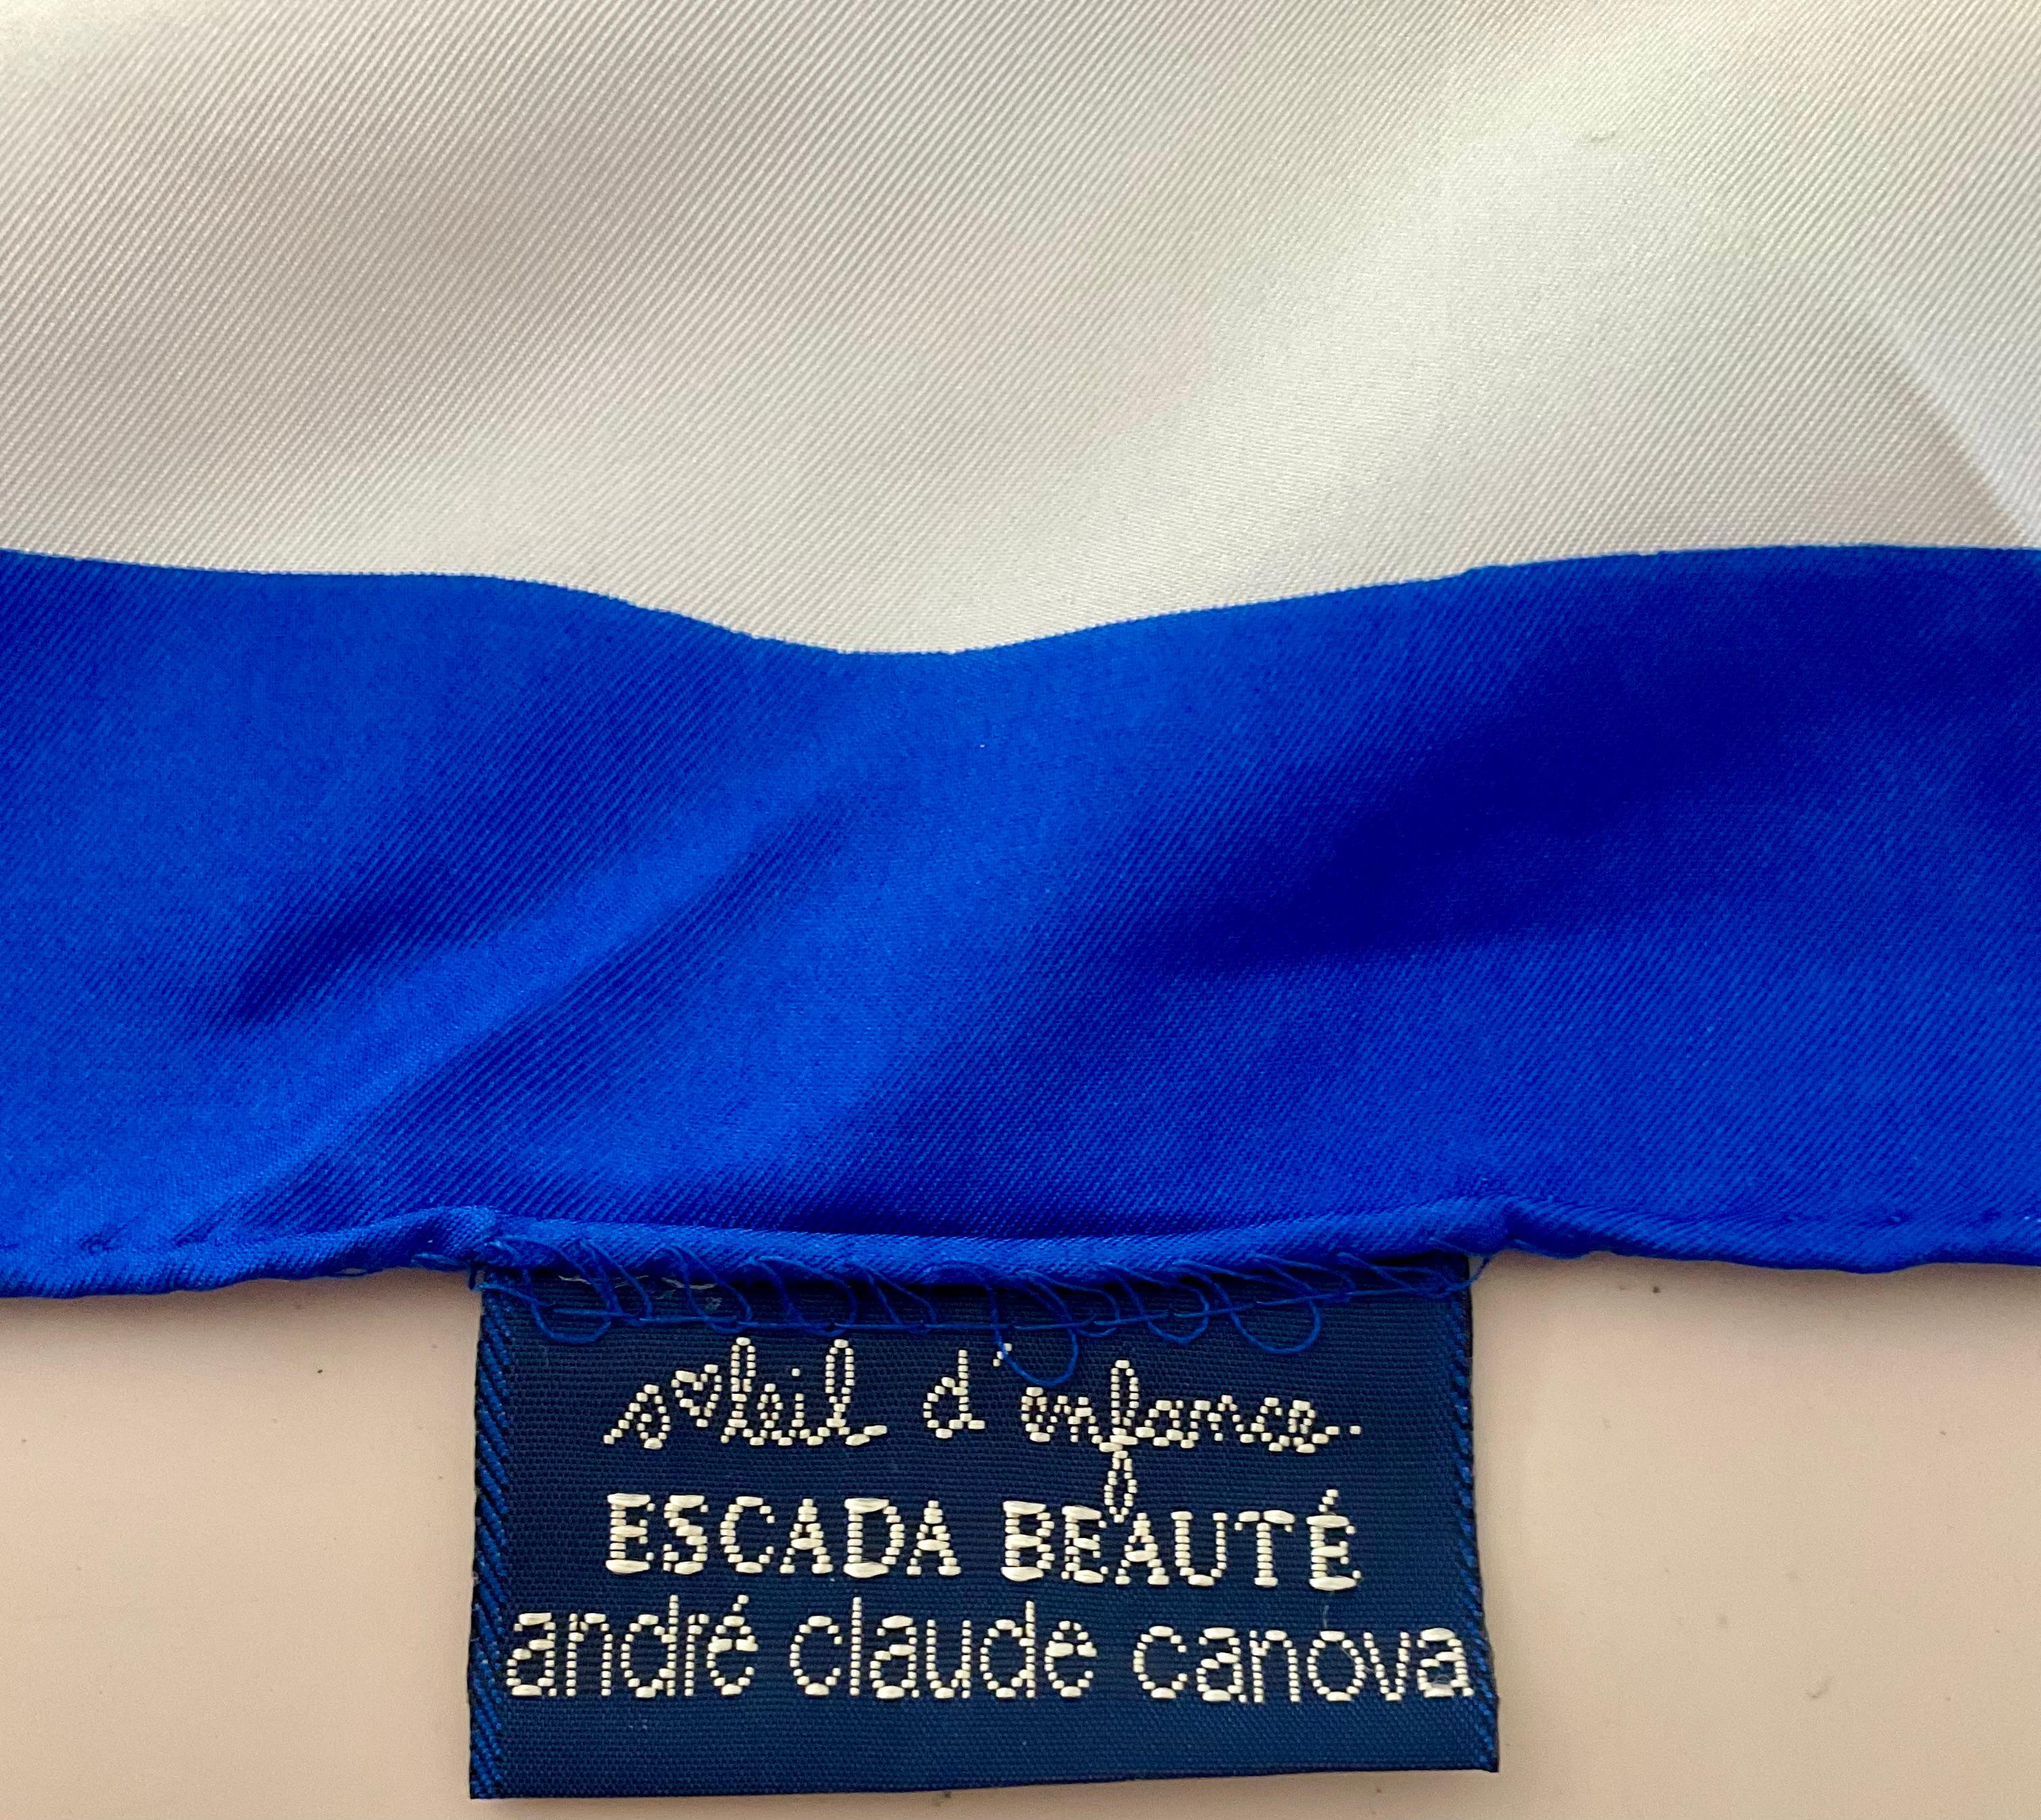 soleil d'enfance
ESCADA BEAUTÉ
andré claude canova